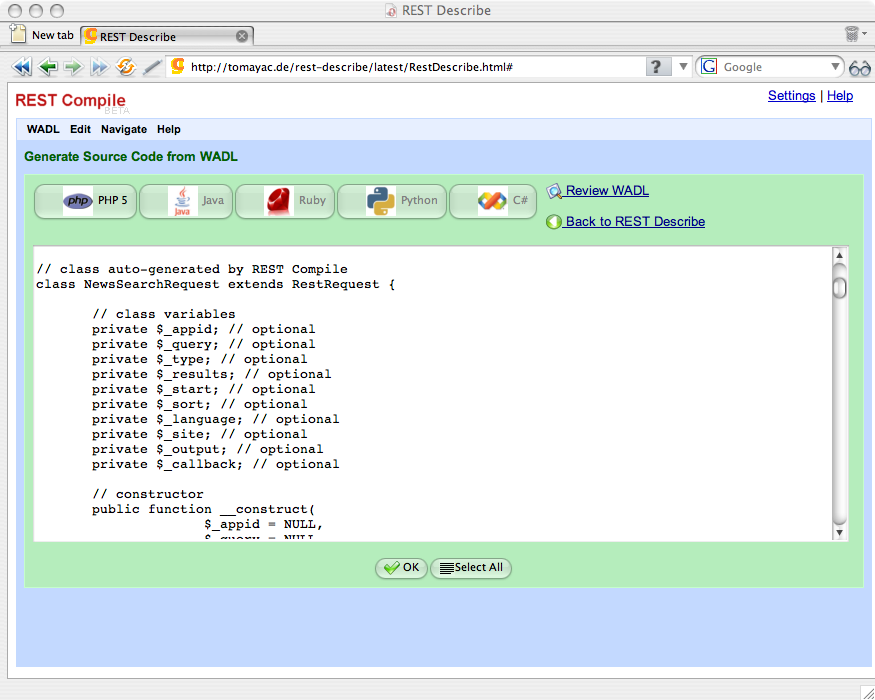 REST Describe
New tab
REST Describe
http://tomayac.de/rest-describe/latest/RestDescribe.html#
?
G Google
REST Compile
BETA
Settings | Help
WADL Edit Navigate Help
Generate Source Code from WADL
php PHP 5
Java Java
Ruby
Python
C#
Review WADL
Back to REST Describe
// class auto-generated by REST Compile
class NewsSearchRequest extends RestRequest {
// class variables
private $_appid; // optional
private $_query; // optional
private $_type; // optional
private $_results; // optional
private $_start; // optional
private $_sort; // optional
private $_language; // optional
private $_site; // optional
private $_output; // optional
private $_callback; // optional
// constructor
public function __construct(
$_appid = NULL,
$_query = NULL
OK
Select All